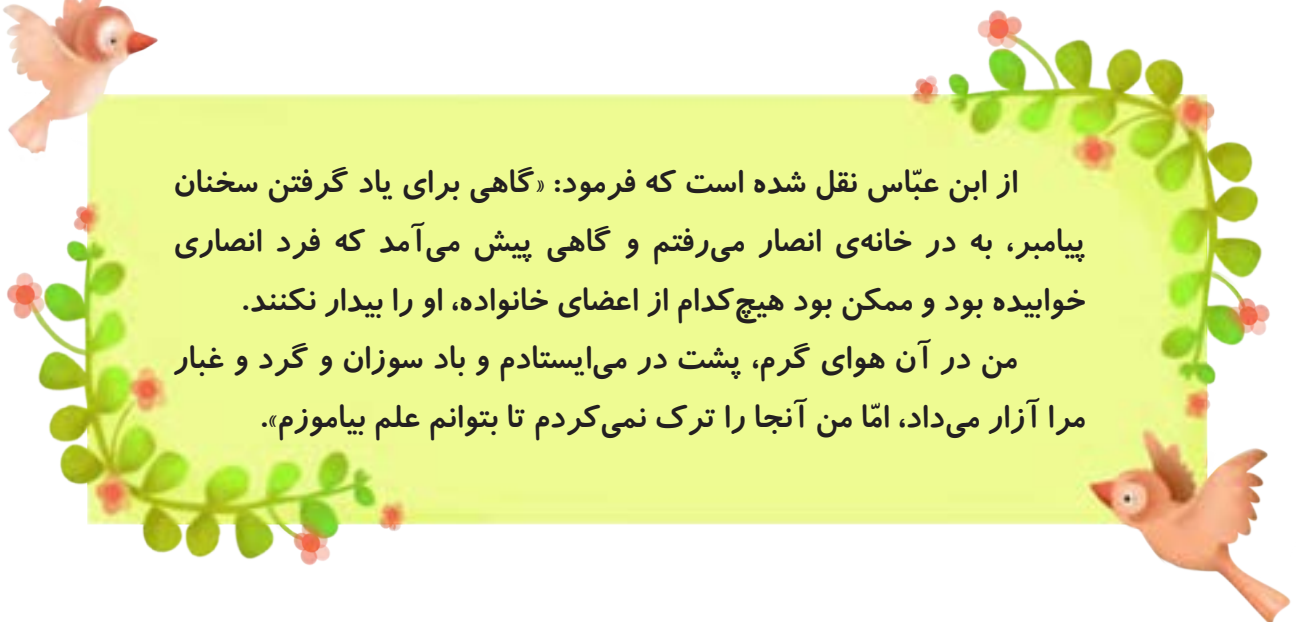 از ابن عبّاس نقل شده است که فرمود: «گاهی برای یاد گرفتن سخنان
پیامبر، به در خانه‌ی انصار می‌رفتم و گاهی پیش می‌آمد که فرد انصاری
خوابیده بود و ممکن بود هیچ‌کدام از اعضای خانواده، او را بیدار نکنند.
من در آن هوای گرم، پشت در می‌ایستادم و باد سوزان و گرد و غبار
مرا آزار می‌داد، امّا من آنجا را ترک نمی‌کردم تا بتوانم علم بیاموزم».